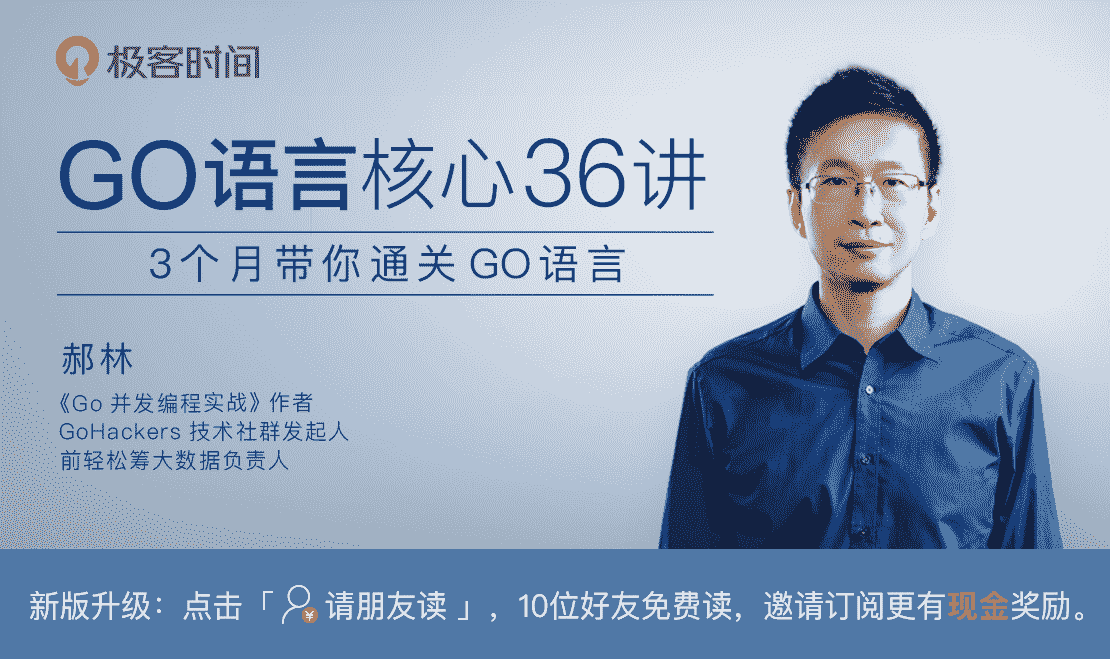 极客时间
GO语言核心36讲
3个月带你通关GO语言
郝林
《Go 并发编程实战》作者
GoHackers 技术社群发起人
前轻松筹大数据负责人
新版升级：点击「 ¥ 请朋友读 」，10位好友免费读，邀请订阅更有现金奖励。